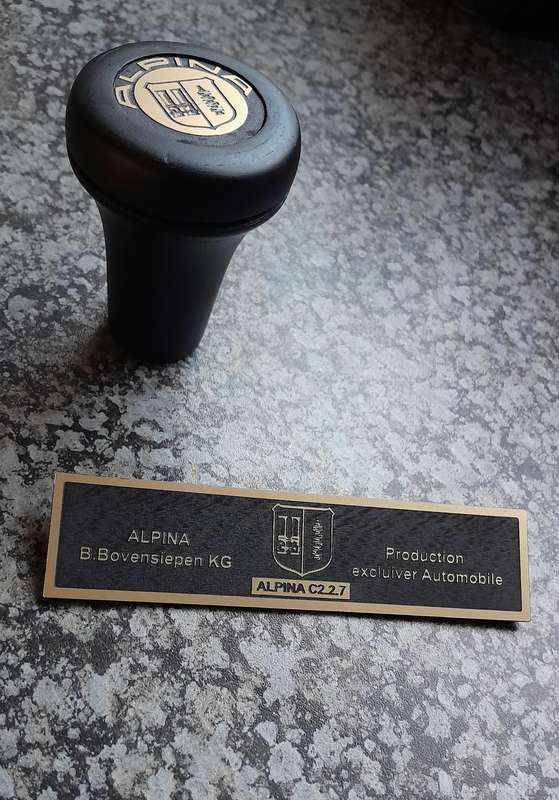 ALPINA
ALPINA
B.Bovensiepen KG
ALPINA C2.2.7
Production
excluiver Automobile